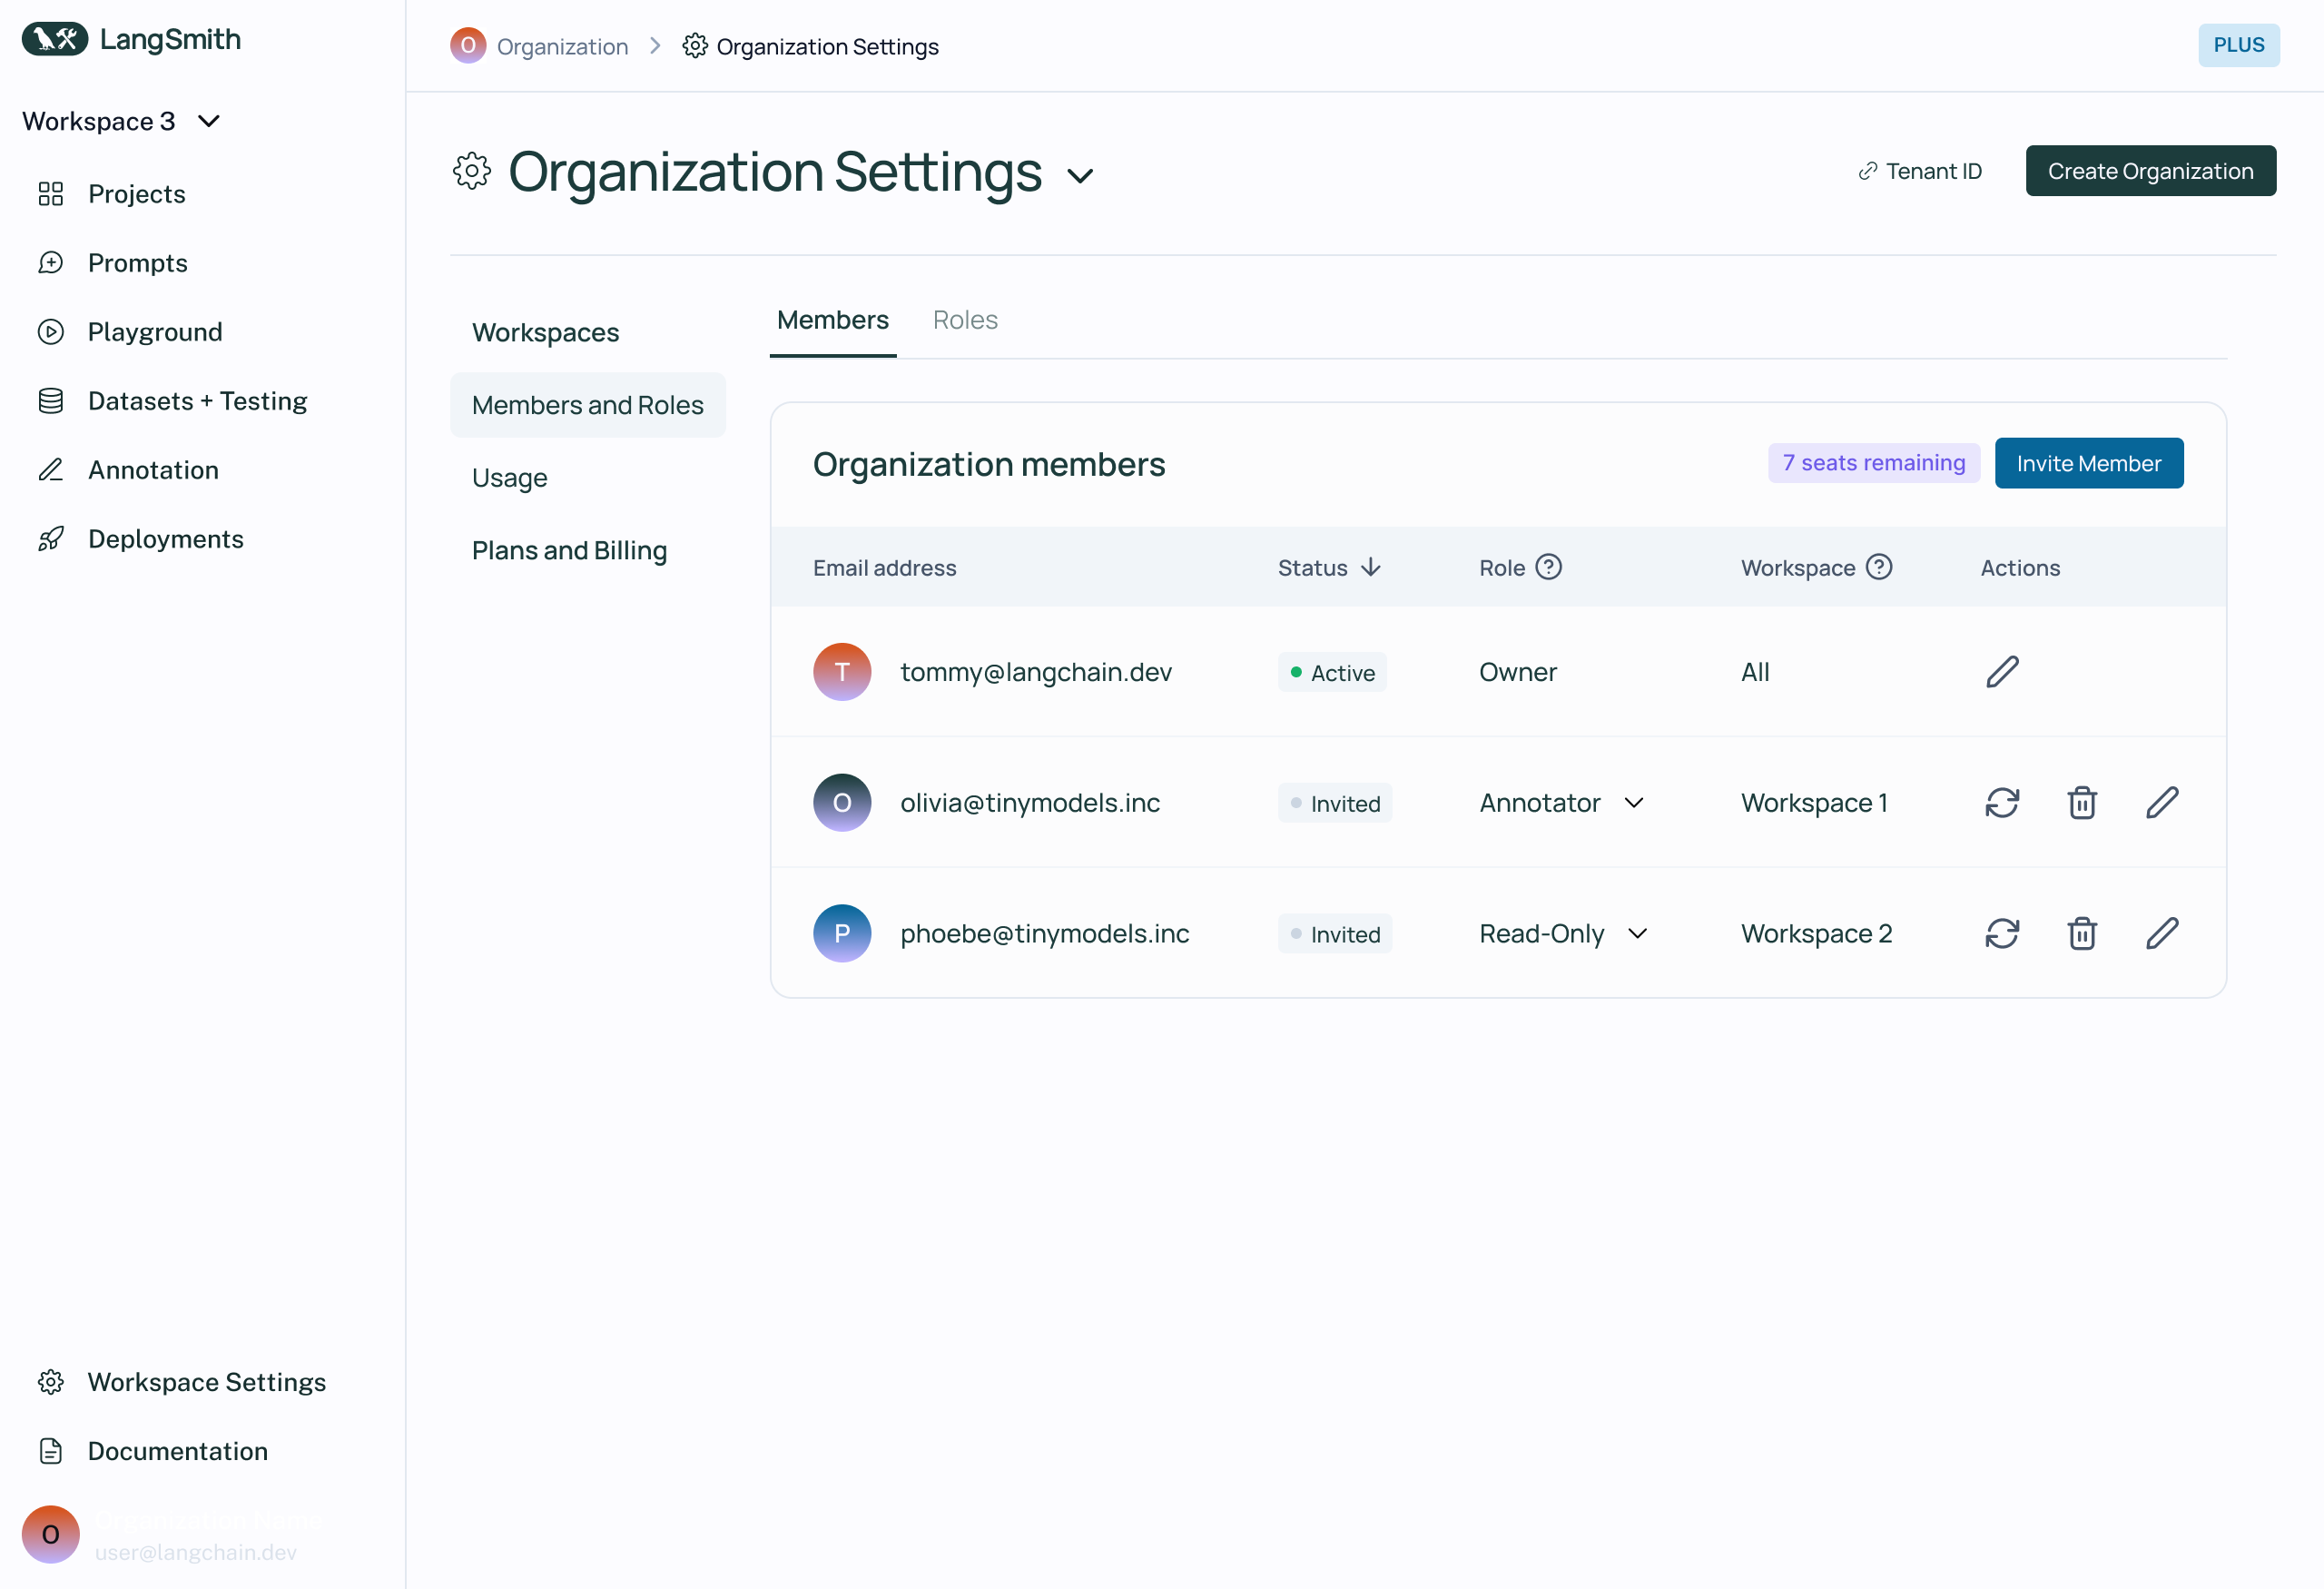 LangSmith
Workspace 3
Projects
Prompts
Playground
Datasets + Testing
Annotation
Deployments
Workspace Settings
Documentation
O
user@langchain.dev
O Organization > Organization Settings
PLUS
Organization Settings
Tenant ID
Create Organization
Workspaces
Members and Roles
Usage
Plans and Billing
Members Roles
Organization members
7 seats remaining
Invite Member
Email address Status Role ? Workspace ? Actions
T tommy@langchain.dev Active Owner All
O olivia@tinymodels.inc Invited Annotator Workspace 1
P phoebe@tinymodels.inc Invited Read-Only Workspace 2